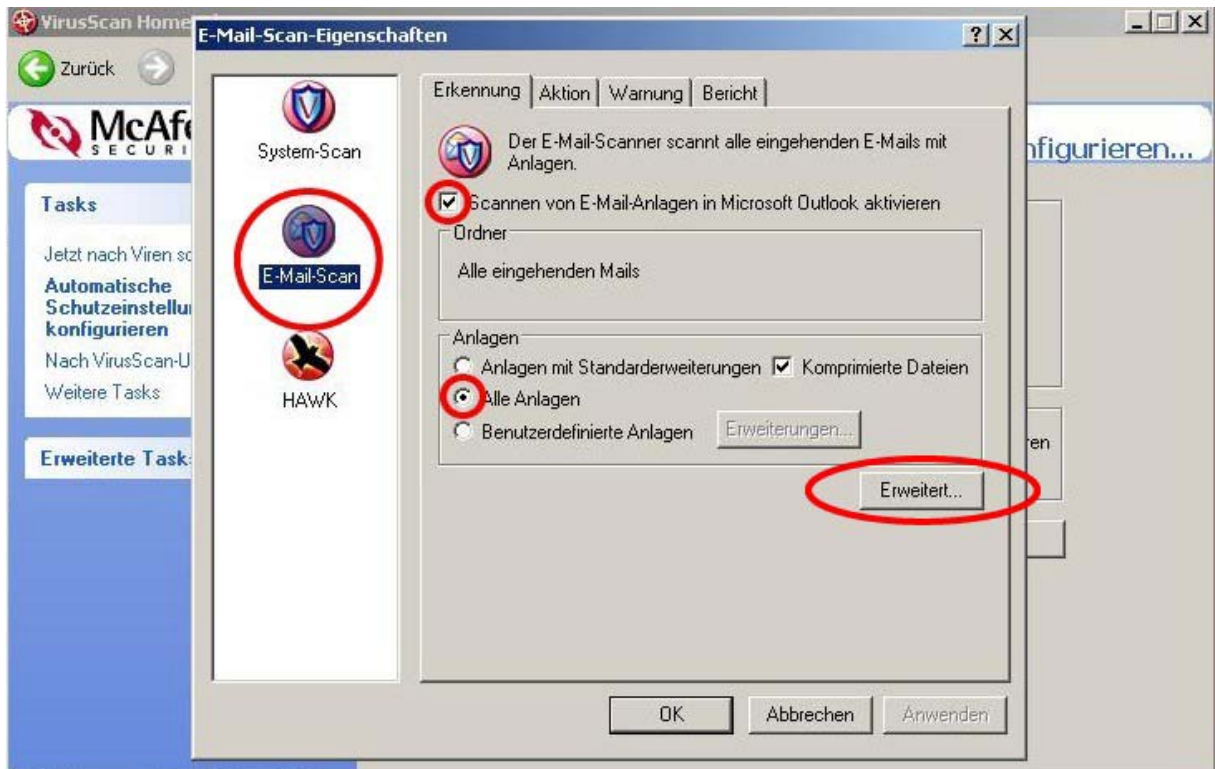 VirusScan Home
E-Mail-Scan-Eigenschaften
Zurück
McAfe
SECURI
nfigurieren...
Tasks
Jetzt nach Viren sc
Automatische
Schutzeinstellu
konfigurieren
Nach VirusScan-U
Weitere Tasks
Erweiterte Task
System-Scan
E-Mail-Scan
HAWK
Erkennung
Aktion
Warnung
Bericht
Der E-Mail-Scanner scannt alle eingehenden E-Mails mit
Anlagen.
Scannen von E-Mail-Anlagen in Microsoft Outlook aktivieren
Ordner
Alle eingehenden Mails
Anlagen
Anlagen mit Standarderweiterungen
Komprimierte Dateien
Alle Anlagen
Benutzerdefinierte Anlagen
Erweiterungen...
Erweitert...
ren
OK
Abbrechen
Anwenden